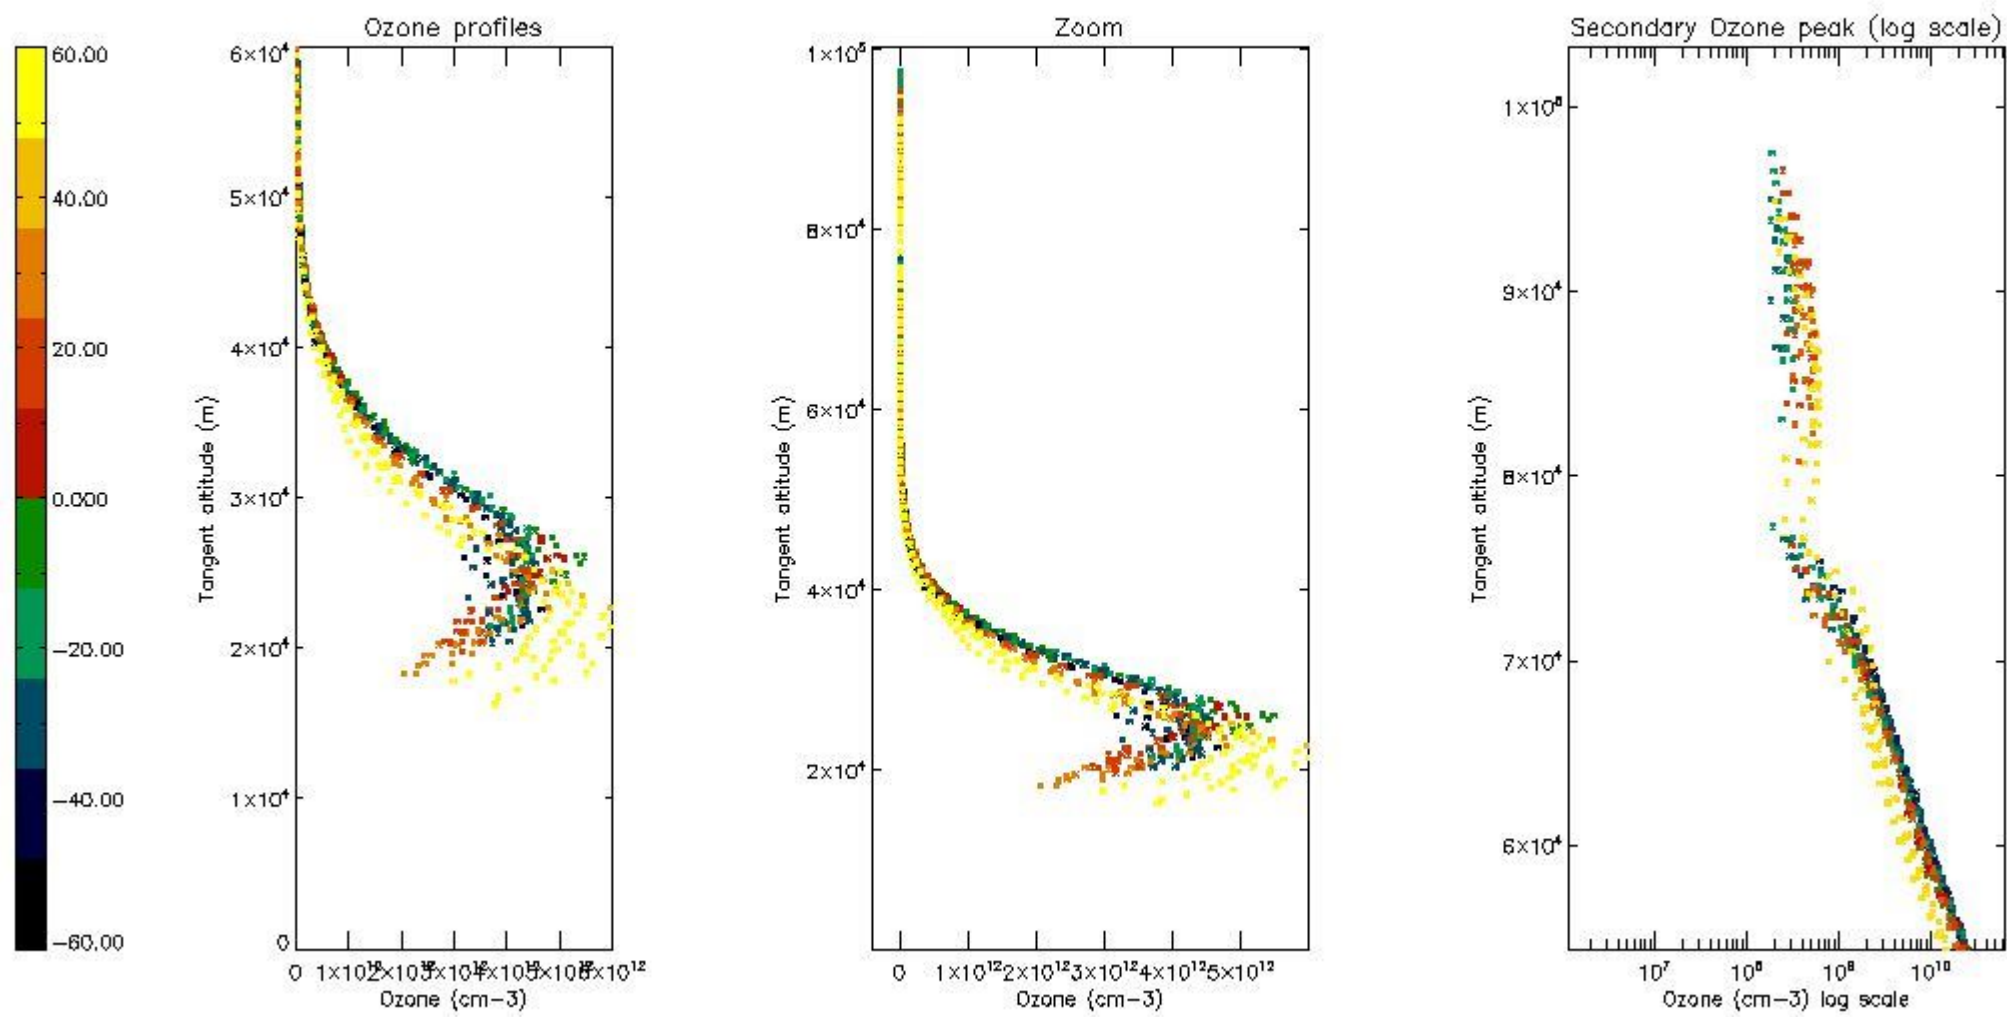 Ozone profiles
Zoom
Secondary Ozone peak (log scale)
60.00
40.00
20.00
0.000
−20.00
−40.00
−60.00
6×10⁴
5×10⁴
4×10⁴
3×10⁴
2×10⁴
1×10⁴
0
Tangent altitude (m)
0 1×10¹²
Ozone (cm−3)
1×10⁵
8×10⁴
6×10⁴
4×10⁴
2×10⁴
Tangent altitude (m)
0 1×10¹² 2×10¹² 3×10¹² 4×10¹² 5×10¹²
Ozone (cm−3)
9×10⁴
8×10⁴
7×10⁴
6×10⁴
Tangent altitude (m)
10⁷ 10¹⁰
Ozone (cm−3) log scale